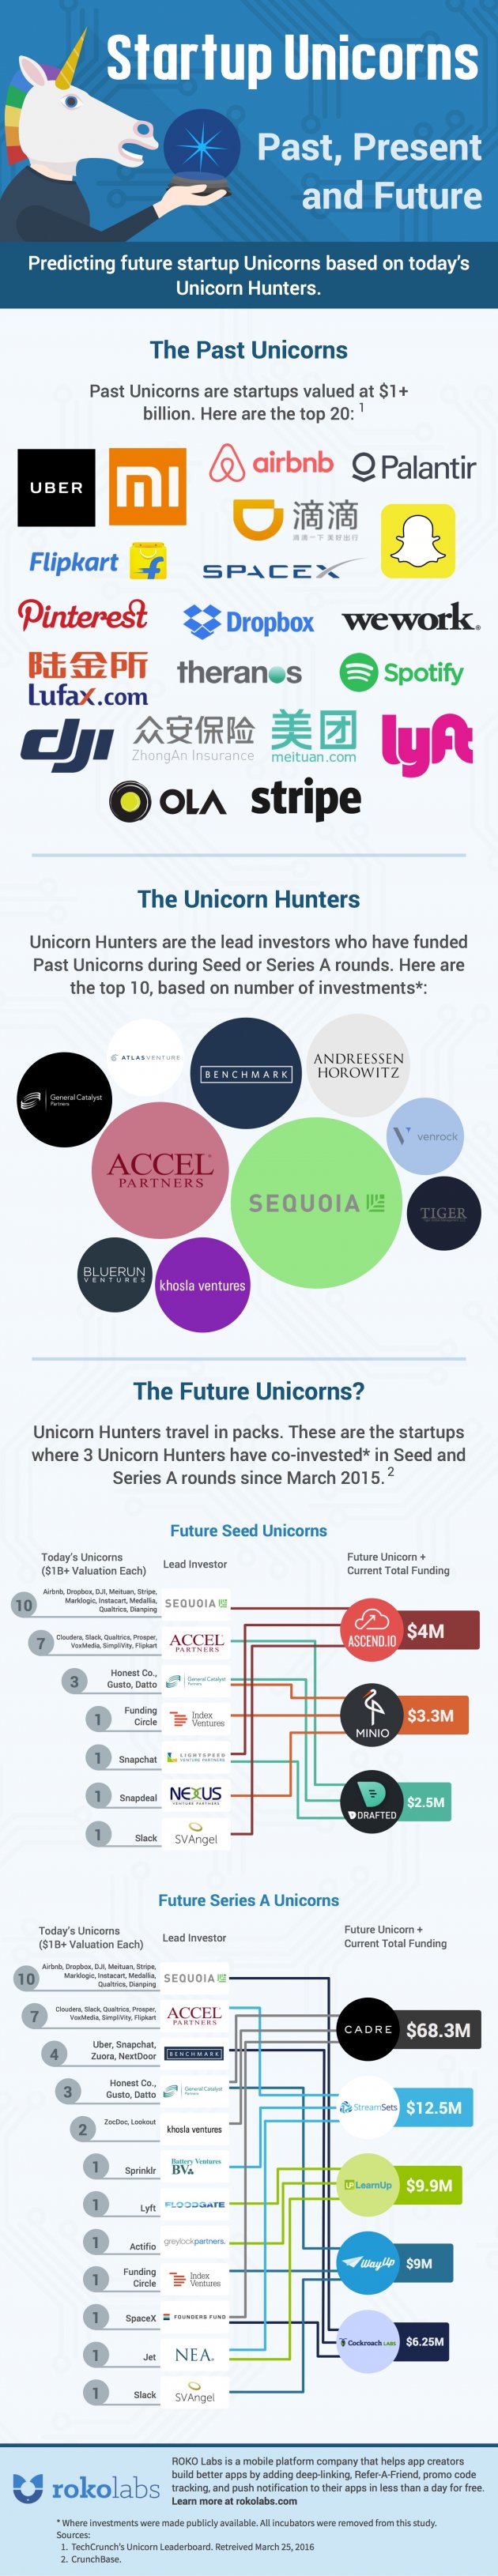 Startup Unicorns
Past, Present
and Future
Predicting future startup Unicorns based on today's
Unicorn Hunters.
The Past Unicorns
Past Unicorns are startups valued at $1+
billion. Here are the top 20: 1
UBER
mi
airbnb
Palantir
滴滴
滴滴一下 美好出行
Flipkart
f
SPACEX
Pinterest
Dropbox
wework®
陆金所
Lufax.com
theranos
Spotify
dji
众安保险
ZhongAn Insurance
美团
meituan.com
lyft
OLA
stripe
The Unicorn Hunters
Unicorn Hunters are the lead investors who have funded
Past Unicorns during Seed or Series A rounds. Here are
the top 10, based on number of investments*:
ATLAS VENTURE
BENCHMARK
ANDREESSEN
HOROWITZ
General Catalyst
Partners
venrock
ACCEL
PARTNERS
SEQUOIA
TIGER
BLUERUN
VENTURES
khosla ventures
The Future Unicorns?
Unicorn Hunters travel in packs. These are the startups
where 3 Unicorn Hunters have co-invested* in Seed and
Series A rounds since March 2015. 2
Future Seed Unicorns
Today's Unicorns
($1B+ Valuation Each)
Lead Investor
Future Unicorn +
Current Total Funding
10
Airbnb, Dropbox, DJI, Meituan, Stripe,
Marklogic, Instacart, Medallia,
Qualtrics, Dianping
SEQUOIA
7
Cloudera, Slack, Qualtrics, Prosper,
VoxMedia, SimpliVity, Flipkart
ACCEL
PARTNERS
3
Honest Co.,
Gusto, Datto
General Catalyst
Partners
1
Funding
Circle
Index
Ventures
1
Snapchat
LIGHTSPEED
VENTURE PARTNERS
1
Snapdeal
NEXUS
VENTURE PARTNERS
1
Slack
SVAngel
ASCEND.IO
$4M
MINIO
$3.3M
DRAFTED
$2.5M
Future Series A Unicorns
Today's Unicorns
($1B+ Valuation Each)
Lead Investor
Future Unicorn +
Current Total Funding
10
Airbnb, Dropbox, DJI, Meituan, Stripe,
Marklogic, Instacart, Medallia,
Qualtrics, Dianping
SEQUOIA
7
Cloudera, Slack, Qualtrics, Prosper,
VoxMedia, SimpliVity, Flipkart
ACCEL
PARTNERS
4
Uber, Snapchat,
Zuora, NextDoor
BENCHMARK
3
Honest Co.,
Gusto, Datto
General Catalyst
Partners
2
ZocDoc, Lookout
khosla ventures
1
Sprinklr
Battery Ventures
BV
1
Lyft
FLOODGATE
1
Actifio
greylockpartners.
1
Funding
Circle
Index
Ventures
1
SpaceX
FOUNDERS FUND
1
Jet
NEA.
1
Slack
SVAngel
CADRE
$68.3M
StreamSets
$12.5M
LearnUp
$9.9M
WayUp
$9M
Cockroach LABS
$6.25M
rokolabs
ROKO Labs is a mobile platform company that helps app creators
build better apps by adding deep-linking, Refer-A-Friend, promo code
tracking, and push notification to their apps in less than a day for free.
Learn more at rokolabs.com
* Where investments were made publicly available. All incubators were removed from this study.
Sources:
1. TechCrunch's Unicorn Leaderboard. Retreived March 25, 2016
2. CrunchBase.